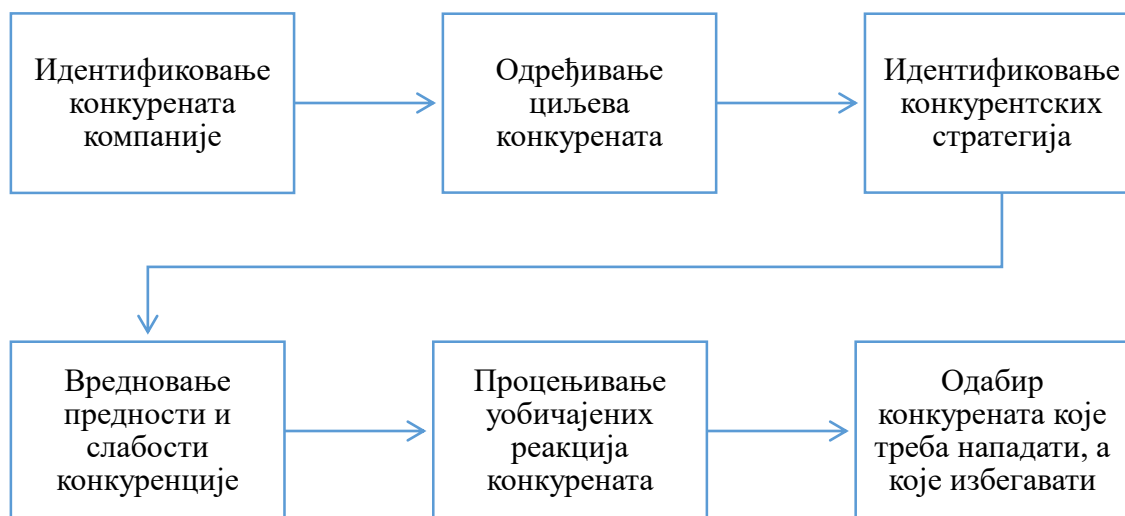 Идентификовање
конкурената
компаније
Одређивање
циљева
конкурената
Идентификовање
конкурентских
стратегија
Вредновање
предности и
слабости
конкуренције
Процењивање
уобичајених
реакција
конкурената
Одабир
конкурената које
треба нападати, а
које избегавати